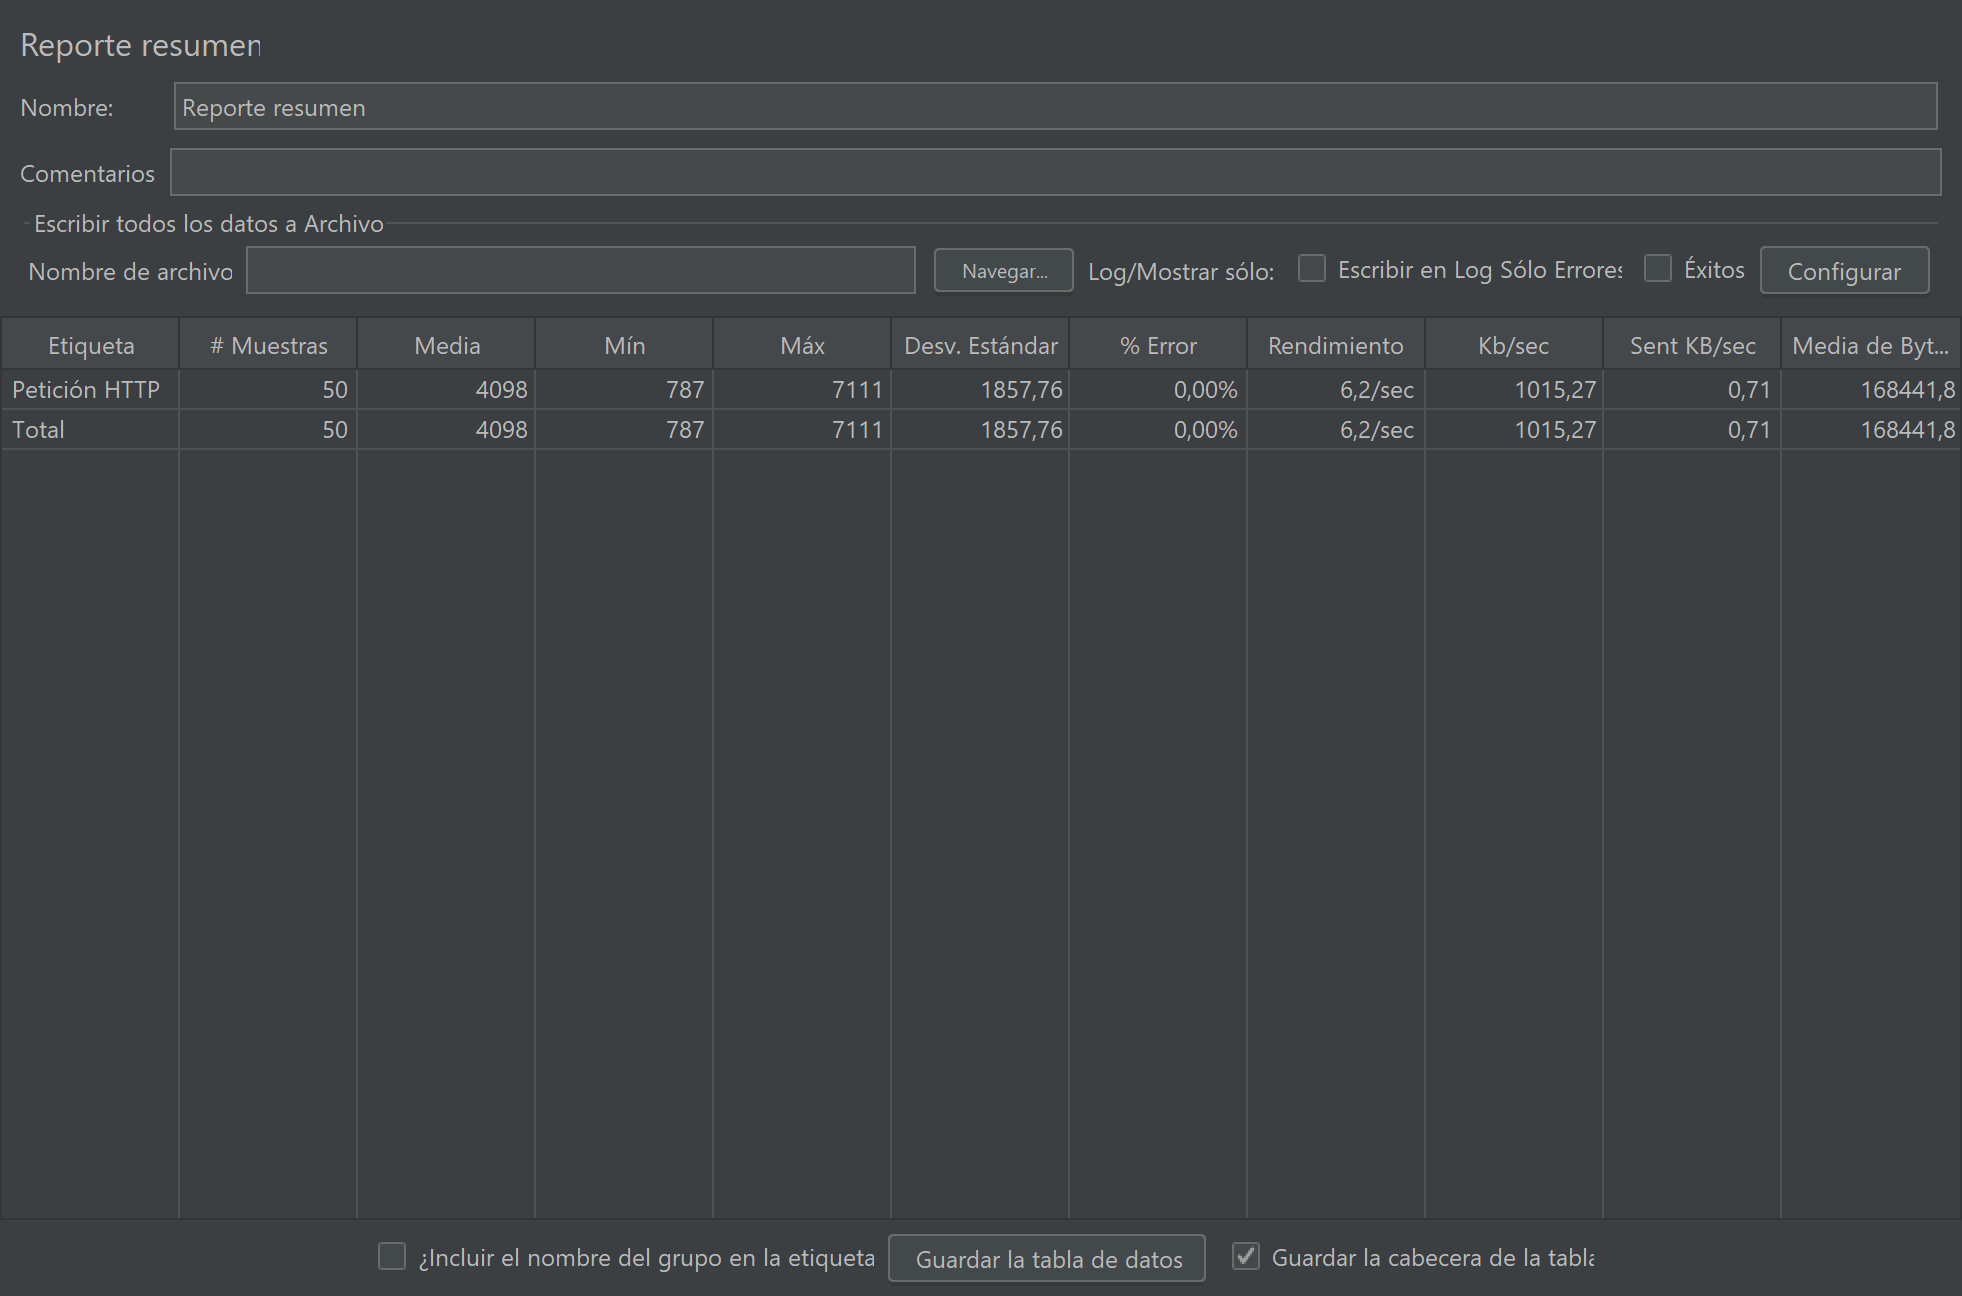 Reporte resumen
Nombre: Reporte resumen
Comentarios
Escribir todos los datos a Archivo
Nombre de archivo Navegar... Log/Mostrar sólo: Escribir en Log Sólo Errores Éxitos Configurar
Etiqueta # Muestras Media Mín Máx Desv. Estándar % Error Rendimiento Kb/sec Sent KB/sec Media de Byt...
Petición HTTP 50 4098 787 7111 1857,76 0,00% 6,2/sec 1015,27 0,71 168441,8
Total 50 4098 787 7111 1857,76 0,00% 6,2/sec 1015,27 0,71 168441,8
¿Incluir el nombre del grupo en la etiqueta Guardar la tabla de datos Guardar la cabecera de la tabla